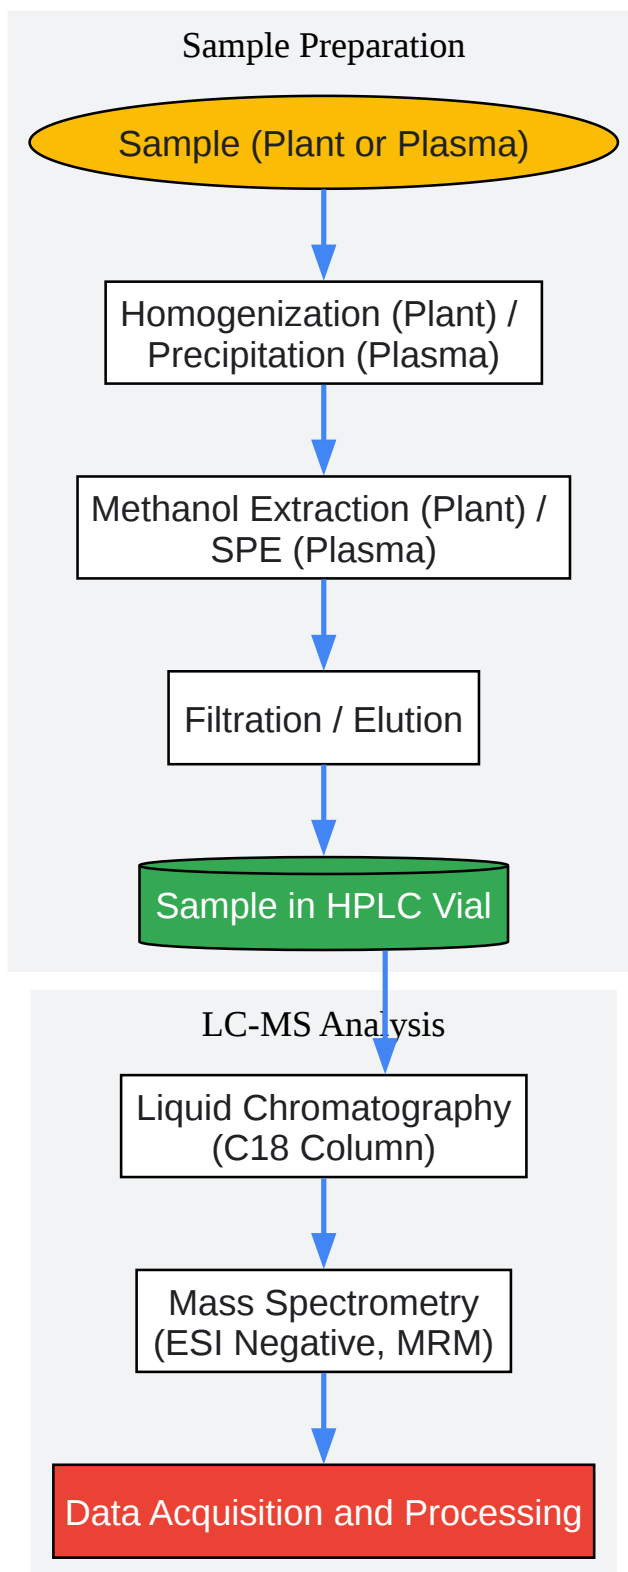 Sample Preparation
Sample (Plant or Plasma)
Homogenization (Plant) /
Precipitation (Plasma)
Methanol Extraction (Plant) /
SPE (Plasma)
Filtration / Elution
Sample in HPLC Vial
LC-MS Analysis
Liquid Chromatography
(C18 Column)
Mass Spectrometry
(ESI Negative, MRM)
Data Acquisition and Processing